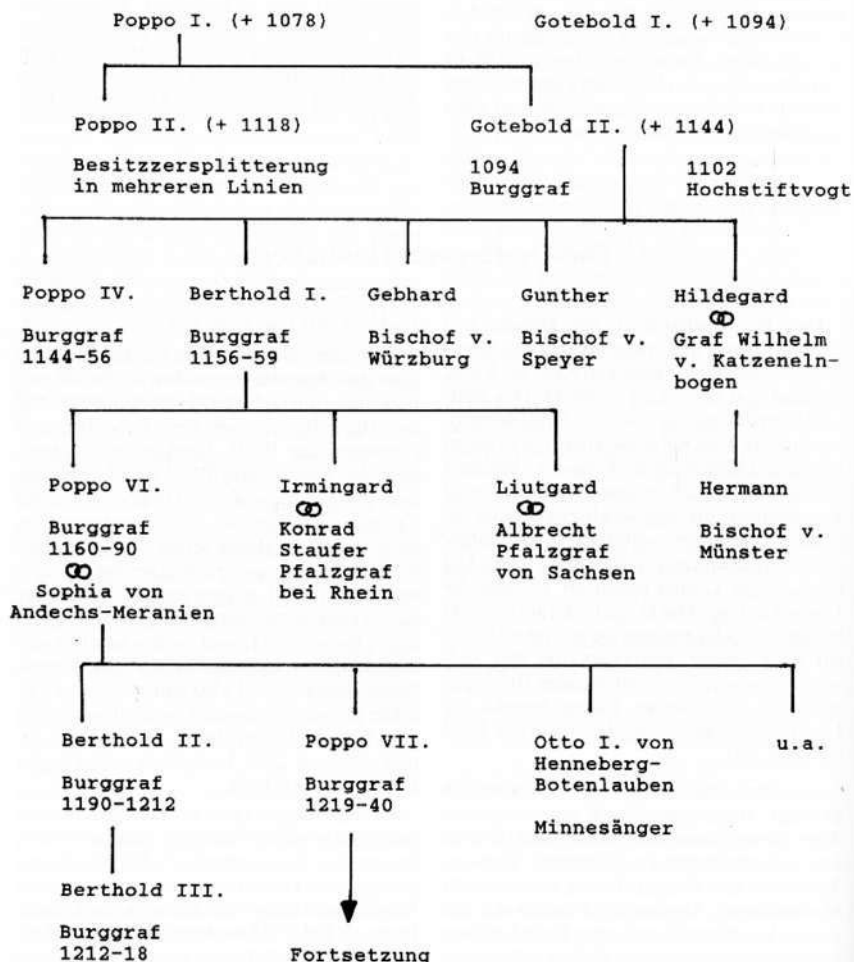 Poppo I. (+ 1078)
Gotebold I. (+ 1094)
Poppo II. (+ 1118)
Gotebold II. (+ 1144)
Besitzzersplitterung
in mehreren Linien
1094
Burggraf
1102
Hochstiftvogt
Poppo IV.
Burggraf
1144-56
Berthold I.
Burggraf
1156-59
Gebhard
Bischof v.
Würzburg
Gunther
Bischof v.
Speyer
Hildegard
Graf Wilhelm
v. Katzeneln-
bogen
Poppo VI.
Burggraf
1160-90
Sophia von
Andechs-Meranien
Irmingard
Konrad
Staufer
Pfalzgraf
bei Rhein
Liutgard
Albrecht
Pfalzgraf
von Sachsen
Hermann
Bischof v.
Münster
Berthold II.
Burggraf
1190-1212
Poppo VII.
Burggraf
1219-40
Otto I. von
Henneberg-
Botenlauben
Minnesänger
u.a.
Berthold III.
Burggraf
1212-18
Fortsetzung